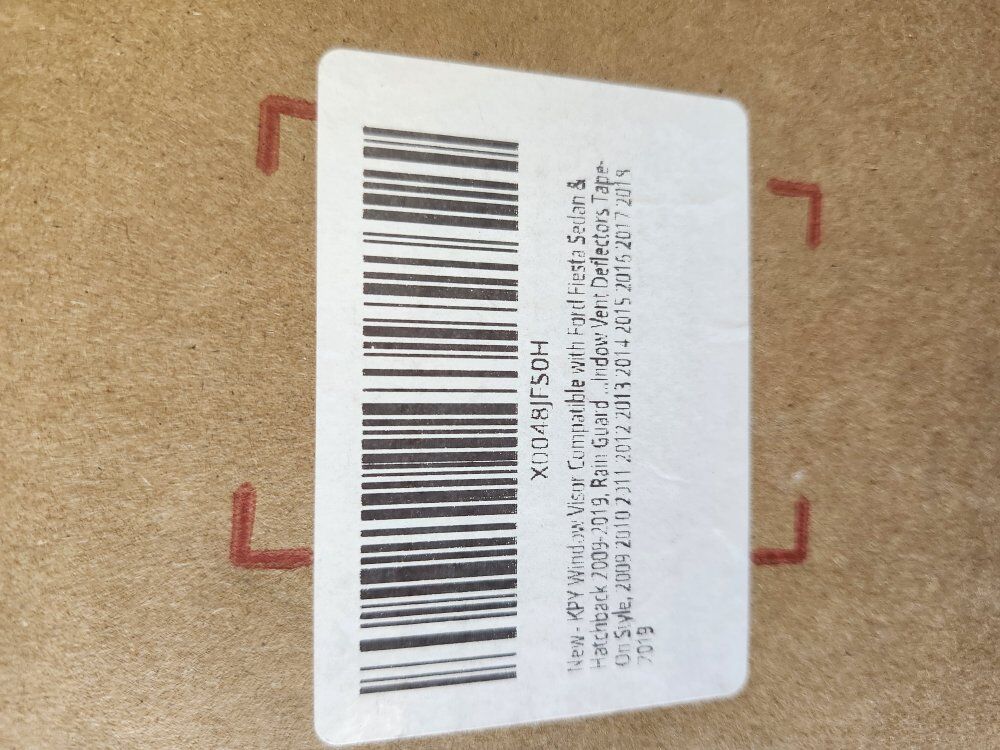 X0048JF5OH
New - KPY Window Visor Compatible with Ford Fiesta Sedan &
Hatchback 2009-2019, Rain Guard ...indow Vent Deflectors Tape-
On Style, 2009 2010 2011 2012 2013 2014 2015 2016 2017 2018
2019